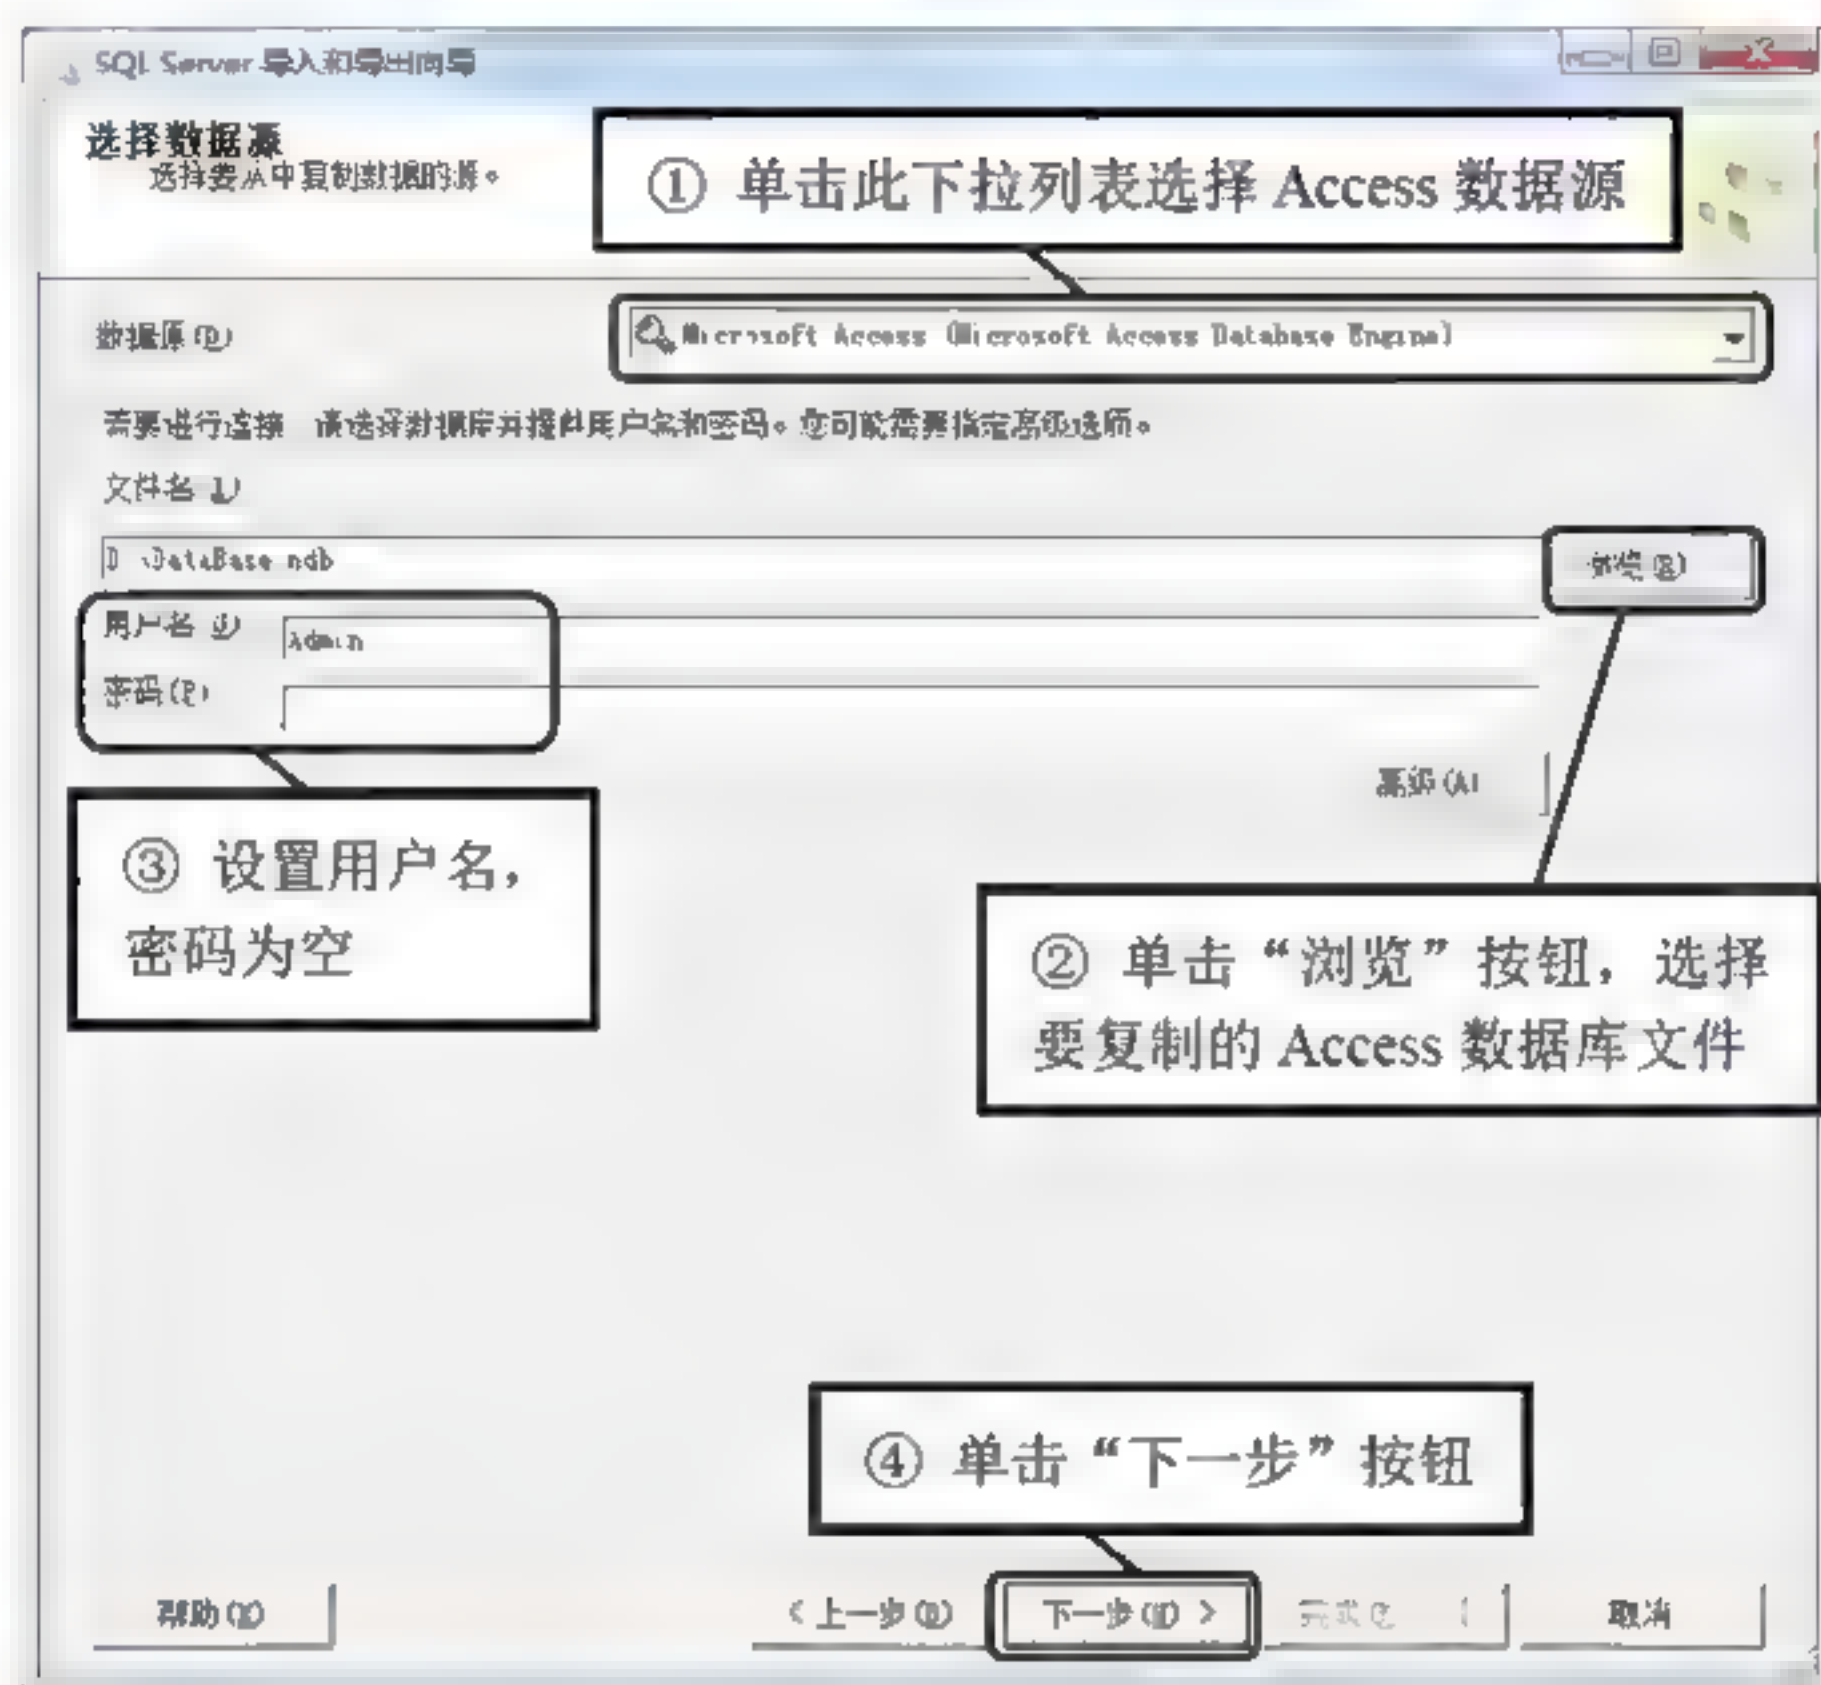 SQL Server 导入和导出向导
选择数据源
选择要从中复制数据的源。
① 单击此下拉列表选择 Access 数据源
数据源(D)
Microsoft Access (Microsoft Access Database Engine)
需要进行连接 请选择数据库并提供用户名和密码。您可能需要指定高级选项。
文件名
D \DataBase mdb
浏览(R)
用户名
Admin
密码(P)
高级(A)
③ 设置用户名，
密码为空
② 单击“浏览”按钮，选择
要复制的 Access 数据库文件
④ 单击“下一步”按钮
帮助(H)
< 上一步(B)
下一步(N) >
完成
取消